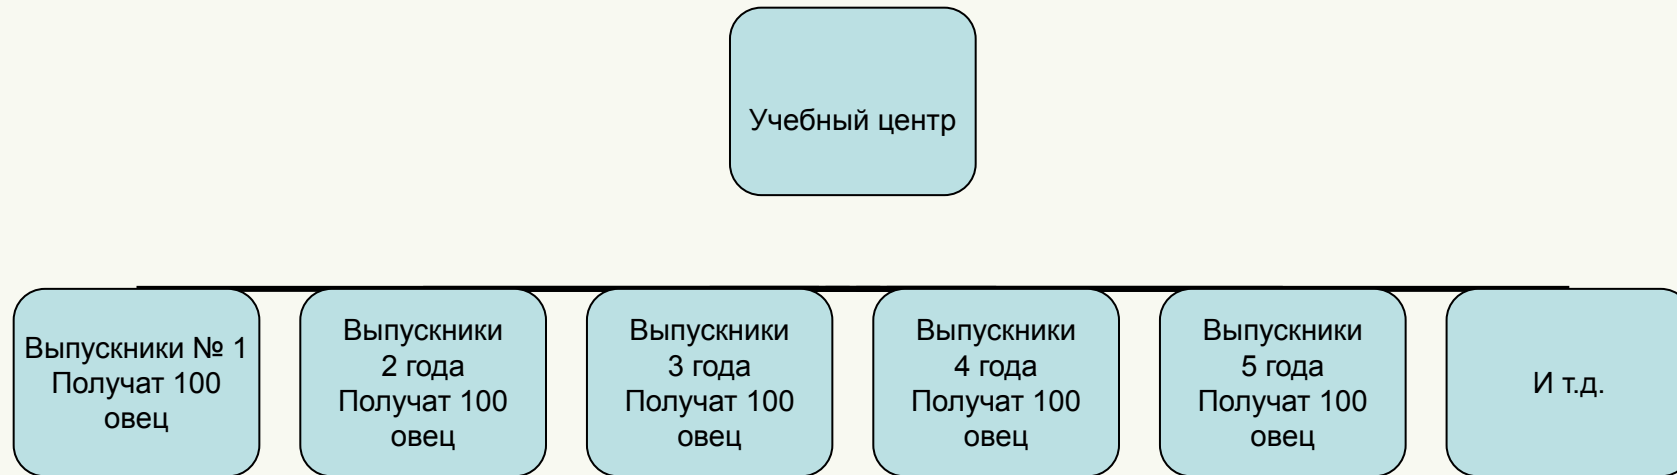 Учебный центр
Выпускники № 1
Получат 100
овец
Выпускники
2 года
Получат 100
овец
Выпускники
3 года
Получат 100
овец
Выпускники
4 года
Получат 100
овец
Выпускники
5 года
Получат 100
овец
И т.д.